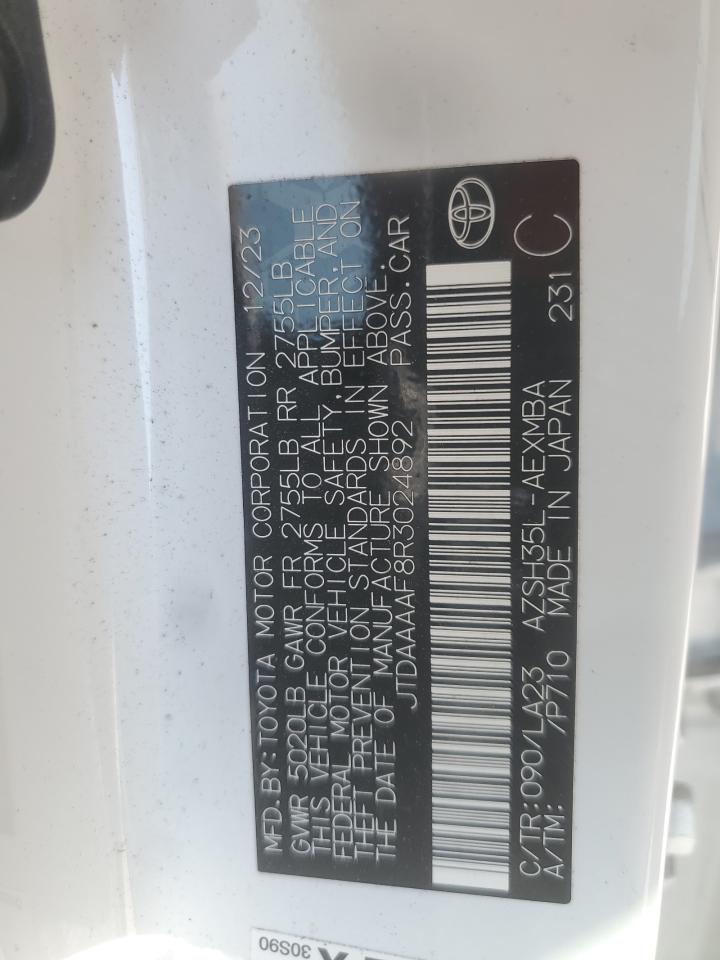 MFD.BY:TOYOTA MOTOR CORPORATION 12/23
GVWR 5020LB GAWR FR 2755LB RR 2755LB
THIS VEHICLE CONFORMS TO ALL APPLICABLE
FEDERAL MOTOR VEHICLE SAFETY,BUMPER,AND
THEFT PREVENTION STANDARDS IN EFFECT ON
THE DATE OF MANUFACTURE SHOWN ABOVE.
JTDAAAAF8R3024892 PASS.CAR
C/TR:090/LA23 AZSH35L-AEXMBA
A/TM: /P710 MADE IN JAPAN 231 C
30S90